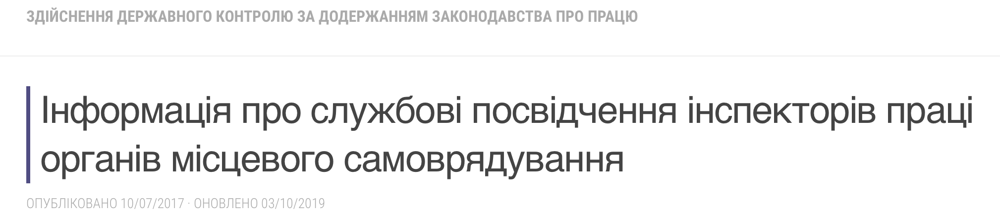 ЗДІЙСНЕННЯ ДЕРЖАВНОГО КОНТРОЛЮ ЗА ДОДЕРЖАННЯМ ЗАКОНОДАВСТВА ПРО ПРАЦЮ
Інформація про службові посвідчення інспекторів праці
органів місцевого самоврядування
ОПУБЛІКОВАНО 10/07/2017 · ОНОВЛЕНО 03/10/2019